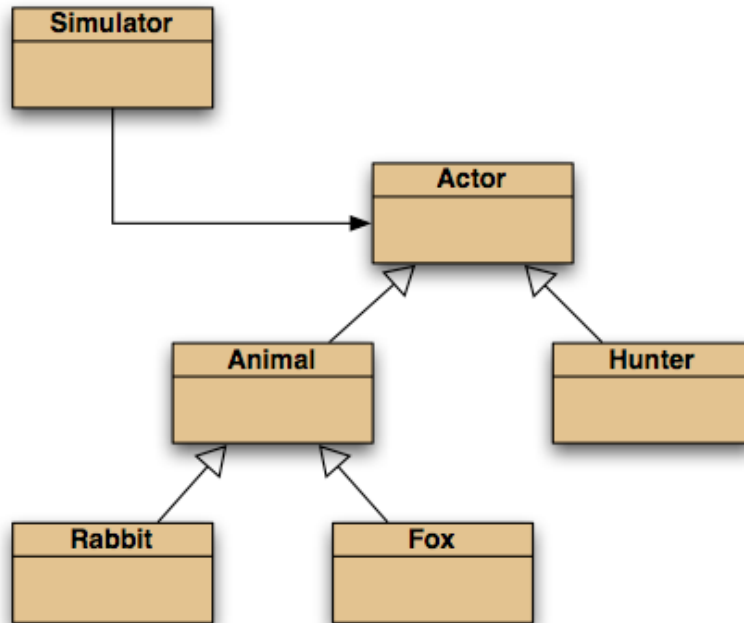 Simulator
Actor
Animal
Hunter
Rabbit
Fox